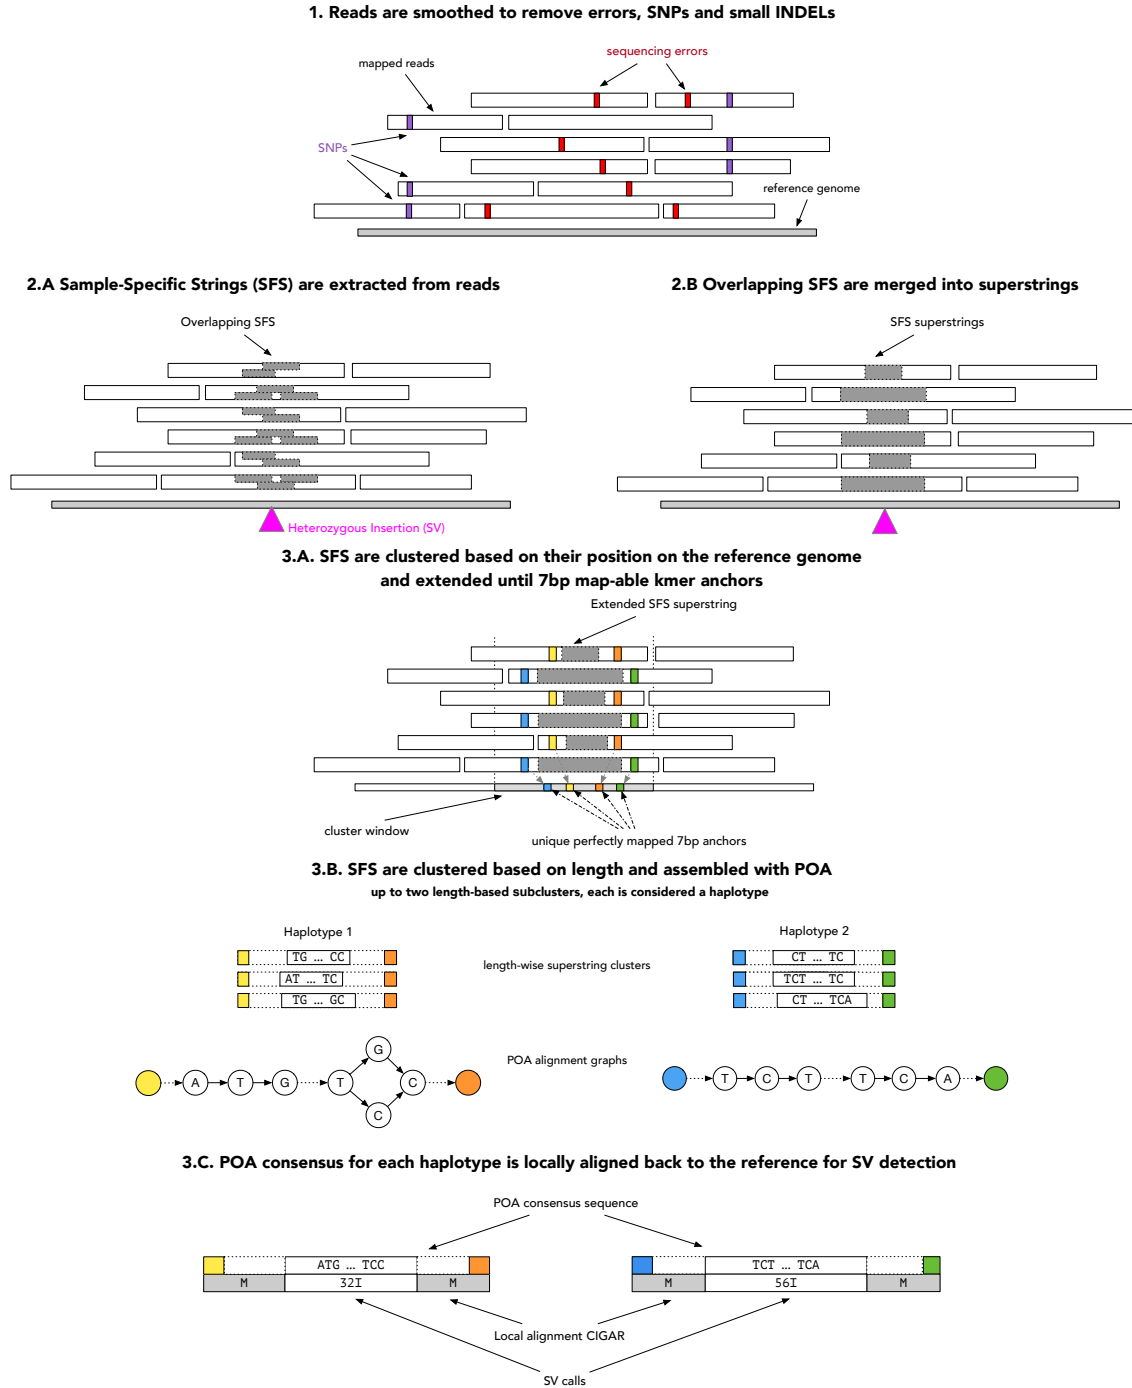 1. Reads are smoothed to remove errors, SNPs and small INDELs
sequencing errors
mapped reads
SNPs
reference genome
2.A Sample-Specific Strings (SFS) are extracted from reads
2.B Overlapping SFS are merged into superstrings
Overlapping SFS
SFS superstrings
Heterozygous Insertion (SV)
3.A. SFS are clustered based on their position on the reference genome
and extended until 7bp map-able kmer anchors
Extended SFS superstring
cluster window
unique perfectly mapped 7bp anchors
3.B. SFS are clustered based on length and assembled with POA
up to two length-based subclusters, each is considered a haplotype
Haplotype 1
Haplotype 2
TG … CC
CT … TC
length-wise superstring clusters
AT … TC
TCT … TC
TG … GC
CT … TCA
POA alignment graphs
A T G T G C C
T C T T C A
3.C. POA consensus for each haplotype is locally aligned back to the reference for SV detection
POA consensus sequence
ATG … TCC
TCT … TCA
M 32I M
M 56I M
Local alignment CIGAR
SV calls